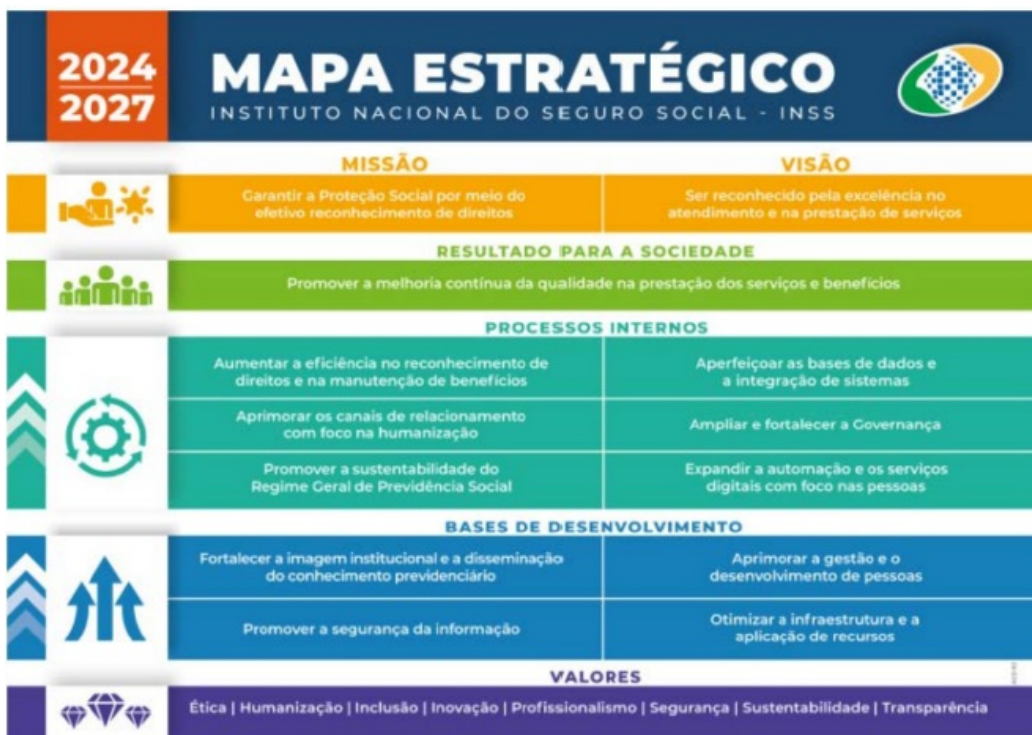 2024
2027
MAPA ESTRATÉGICO
INSTITUTO NACIONAL DO SEGURO SOCIAL - INSS
MISSÃO
Garantir a Proteção Social por meio do
efetivo reconhecimento de direitos
VISÃO
Ser reconhecido pela excelência no
atendimento e na prestação de serviços
RESULTADO PARA A SOCIEDADE
Promover a melhoria contínua da qualidade na prestação dos serviços e benefícios
PROCESSOS INTERNOS
Aumentar a eficiência no reconhecimento de
direitos e na manutenção de benefícios
Aperfeiçoar as bases de dados e
a integração de sistemas
Aprimorar os canais de relacionamento
com foco na humanização
Ampliar e fortalecer a Governança
Promover a sustentabilidade do
Regime Geral de Previdência Social
Expandir a automação e os serviços
digitais com foco nas pessoas
BASES DE DESENVOLVIMENTO
Fortalecer a imagem institucional e a disseminação
do conhecimento previdenciário
Aprimorar a gestão e o
desenvolvimento de pessoas
Promover a segurança da informação
Otimizar a infraestrutura e a
aplicação de recursos
VALORES
Ética | Humanização | Inclusão | Inovação | Profissionalismo | Segurança | Sustentabilidade | Transparência